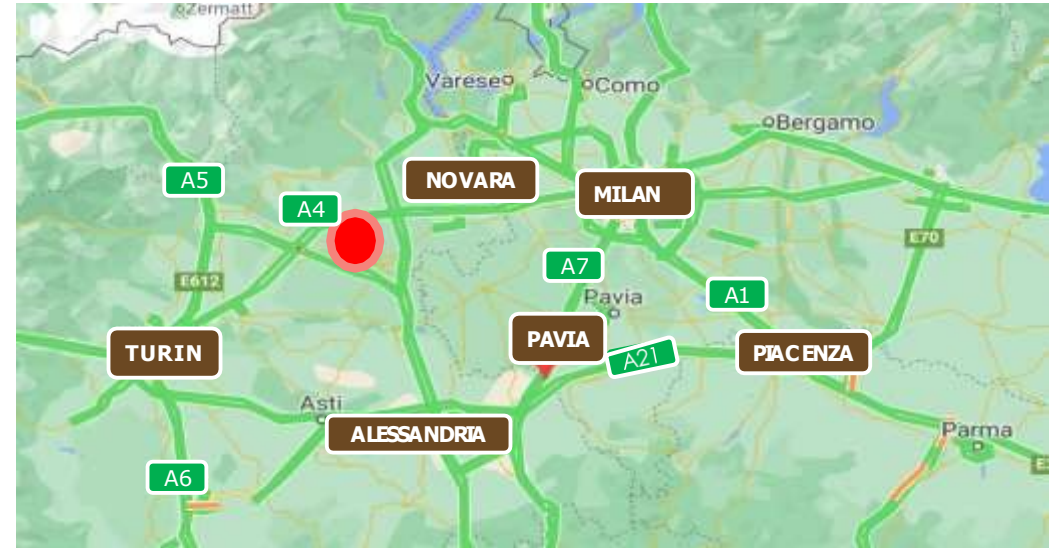 Zermatt
Varese
Como
Bergamo
NOVARA
A5
MILAN
A4
E70
A7
E612
A1
Pavia
PAVIA
TURIN
A21
PIACENZA
Asti
ALESSANDRIA
Parma
A6